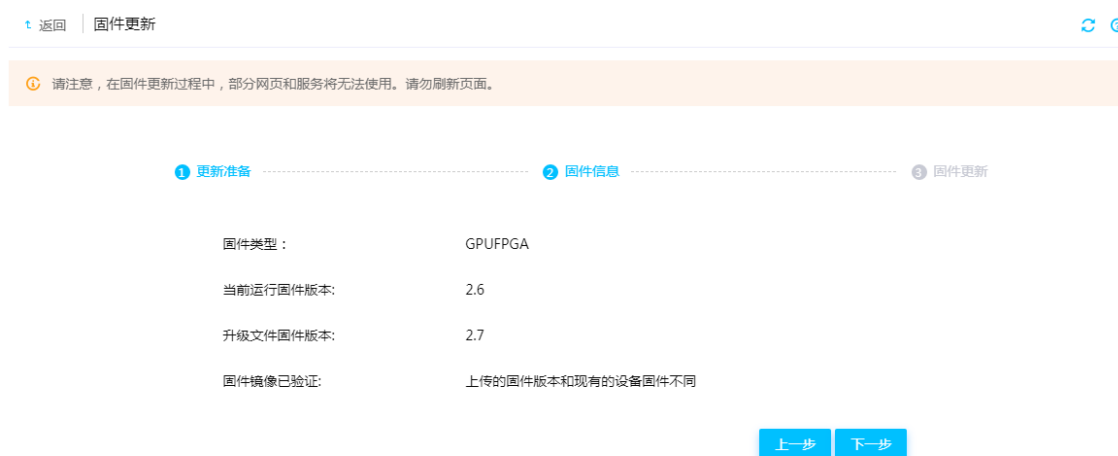 返回 固件更新
请注意，在固件更新过程中，部分网页和服务将无法使用。请勿刷新页面。
1 更新准备 2 固件信息 3 固件更新
固件类型： GPUFPGA
当前运行固件版本: 2.6
升级文件固件版本: 2.7
固件镜像已验证: 上传的固件版本和现有的设备固件不同
上一步 下一步